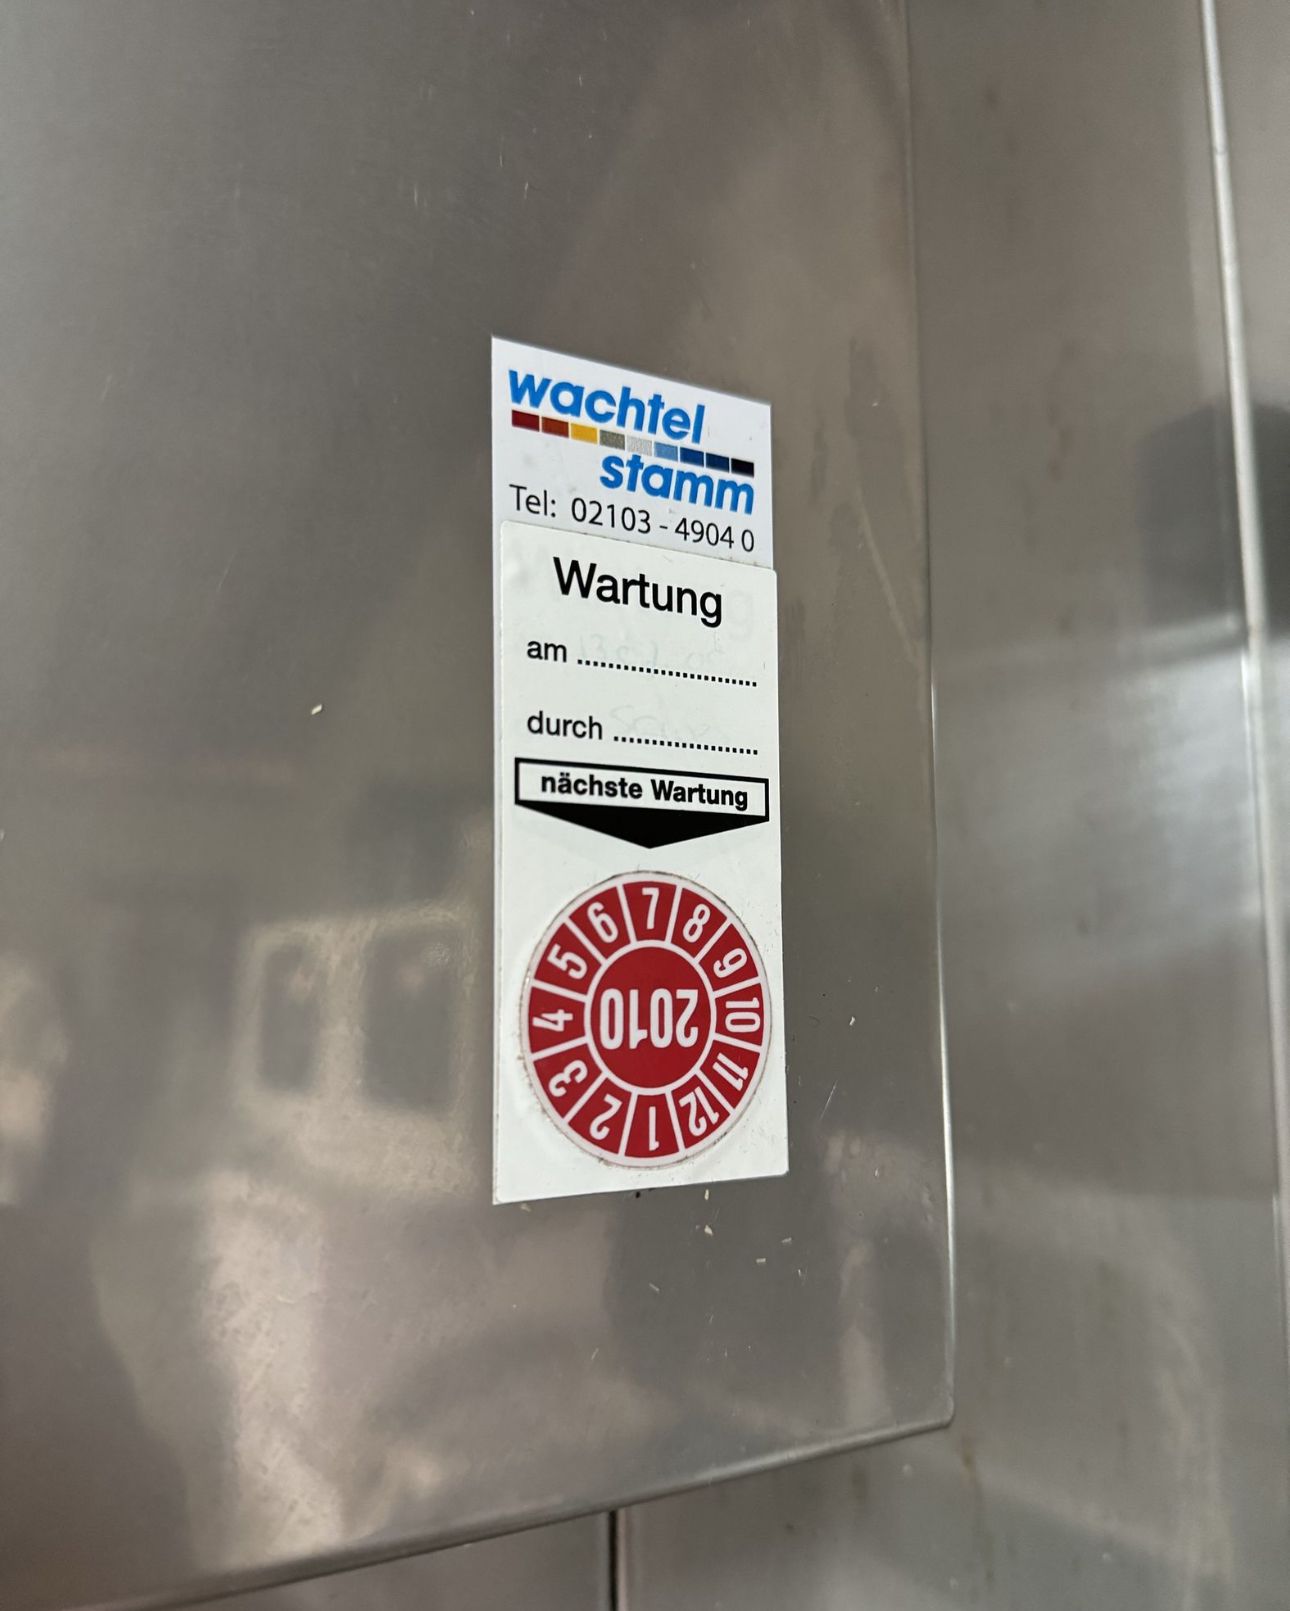 wachtel
stamm
Tel: 02103 - 4904 0
Wartung
am ........................
durch ...................
nächste Wartung
7
6 8
5 9
4 2010 10
3 11
2 1 12